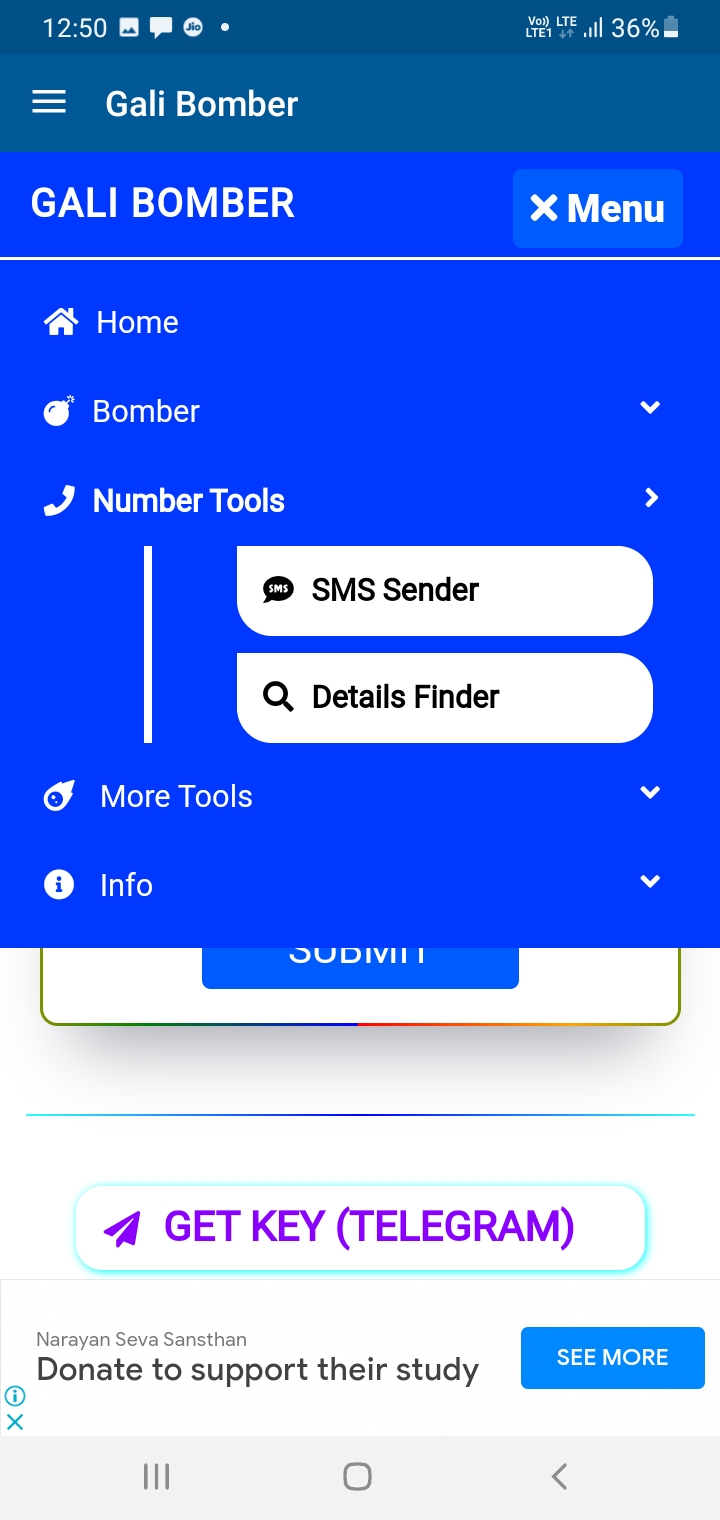 12:50
Jio
Vo)) LTE
LTE1
36%
Gali Bomber
GALI BOMBER
Menu
Home
Bomber
Number Tools
SMS
SMS Sender
Details Finder
More Tools
Info
SUBMIT
GET KEY (TELEGRAM)
Narayan Seva Sansthan
Donate to support their study
SEE MORE